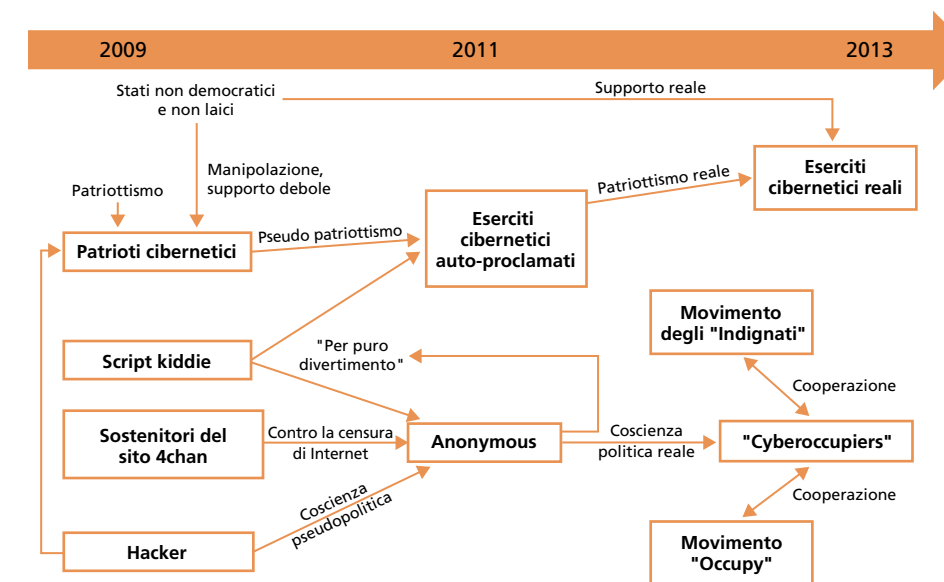 2009
2011
2013
Stati non democratici
e non laici
Supporto reale
Manipolazione,
supporto debole
Patriottismo
Patriottismo reale
Eserciti
cibernetici reali
Patrioti cibernetici
Pseudo patriottismo
Eserciti
cibernetici
auto-proclamati
Script kiddie
"Per puro
divertimento"
Movimento
degli "Indignati"
Cooperazione
Sostenitori del
sito 4chan
Contro la censura
di Internet
Anonymous
Coscienza
politica reale
"Cyberoccupiers"
Cooperazione
Coscienza
pseudopolitica
Hacker
Movimento
"Occupy"